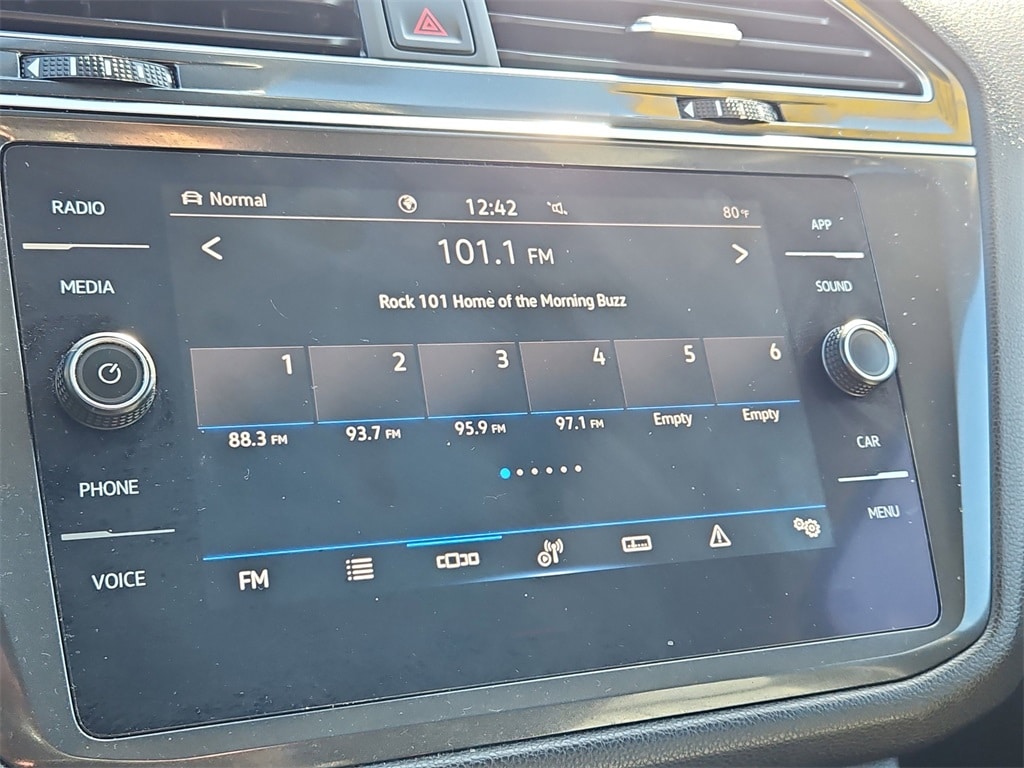 RADIO
MEDIA
PHONE
VOICE
Normal
12:42
80°F
101.1 FM
Rock 101 Home of the Morning Buzz
1 2 3 4 5 6
88.3 FM 93.7 FM 95.9 FM 97.1 FM Empty Empty
FM
APP
SOUND
CAR
MENU